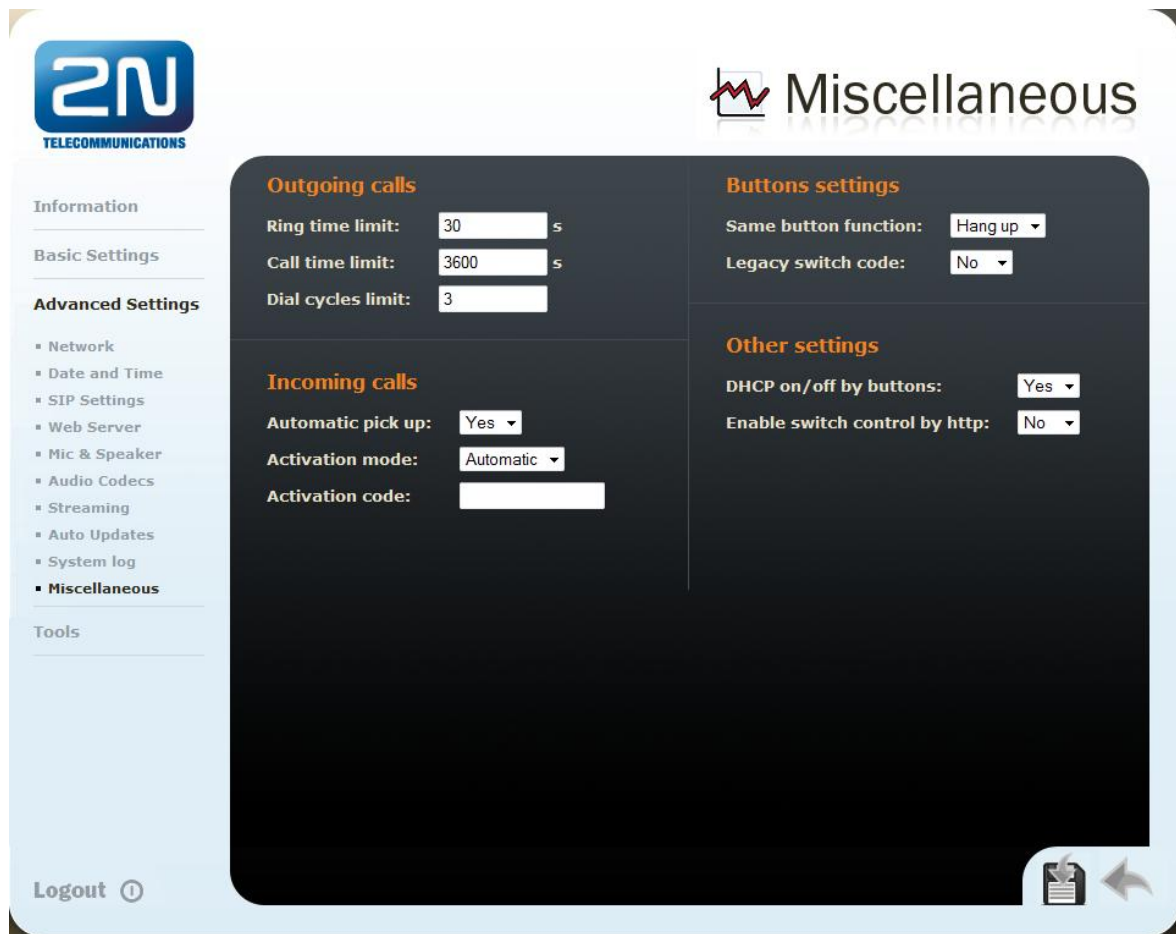 2N
TELECOMMUNICATIONS
Miscellaneous
Information
Basic Settings
Advanced Settings
Network
Date and Time
SIP Settings
Web Server
Mic & Speaker
Audio Codecs
Streaming
Auto Updates
System log
Miscellaneous
Tools
Logout
Outgoing calls
Ring time limit: 30 s
Call time limit: 3600 s
Dial cycles limit: 3
Incoming calls
Automatic pick up: Yes
Activation mode: Automatic
Activation code:
Buttons settings
Same button function: Hang up
Legacy switch code: No
Other settings
DHCP on/off by buttons: Yes
Enable switch control by http: No